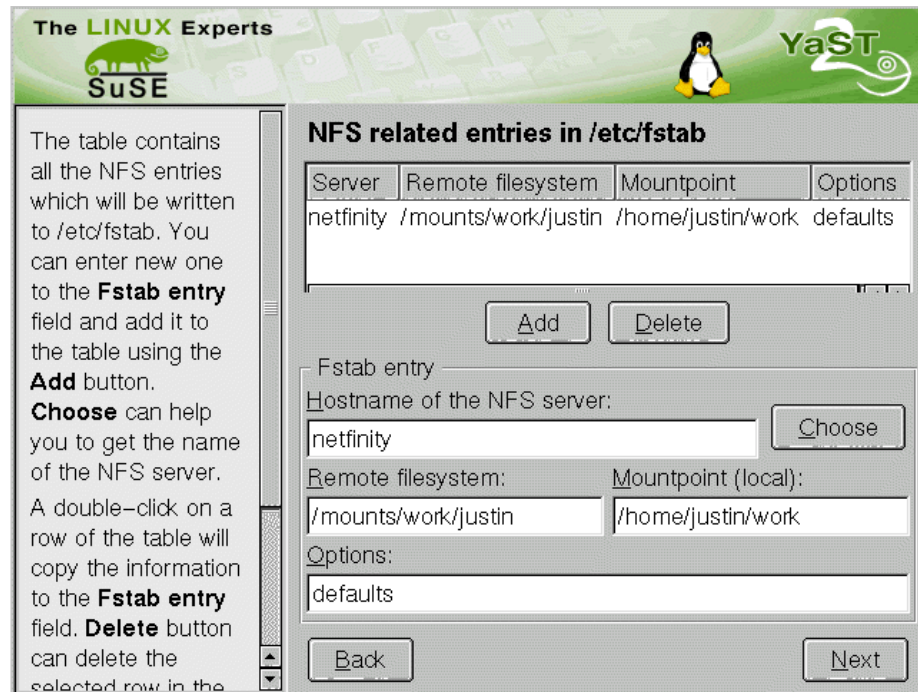 The LINUX Experts
SuSE
YaST
2
The table contains
all the NFS entries
which will be written
to /etc/fstab. You
can enter new one
to the Fstab entry
field and add it to
the table using the
Add button.
Choose can help
you to get the name
of the NFS server.
A double-click on a
row of the table will
copy the information
to the Fstab entry
field. Delete button
can delete the
selected row in the
NFS related entries in /etc/fstab
Server Remote filesystem Mountpoint Options
netfinity /mounts/work/justin /home/justin/work defaults
Add Delete
Fstab entry
Hostname of the NFS server:
netfinity Choose
Remote filesystem: Mountpoint (local):
/mounts/work/justin /home/justin/work
Options:
defaults
Back Next